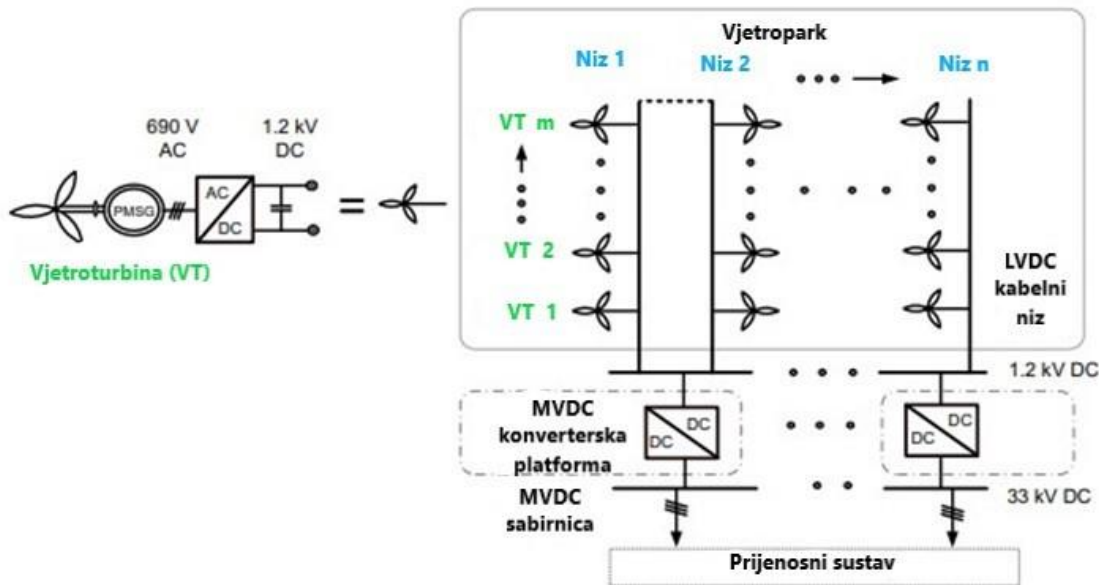 Vjetropark
Niz 1
Niz 2
Niz n
690 V
AC
1.2 kV
DC
VT m
PMSG
AC
DC
Vjetroturbina (VT)
VT 2
VT 1
LVDC
kabelni
niz
1.2 kV DC
MVDC
konverterska
platforma
DC
DC
DC
DC
MVDC
sabirnica
33 kV DC
Prijenosni sustav